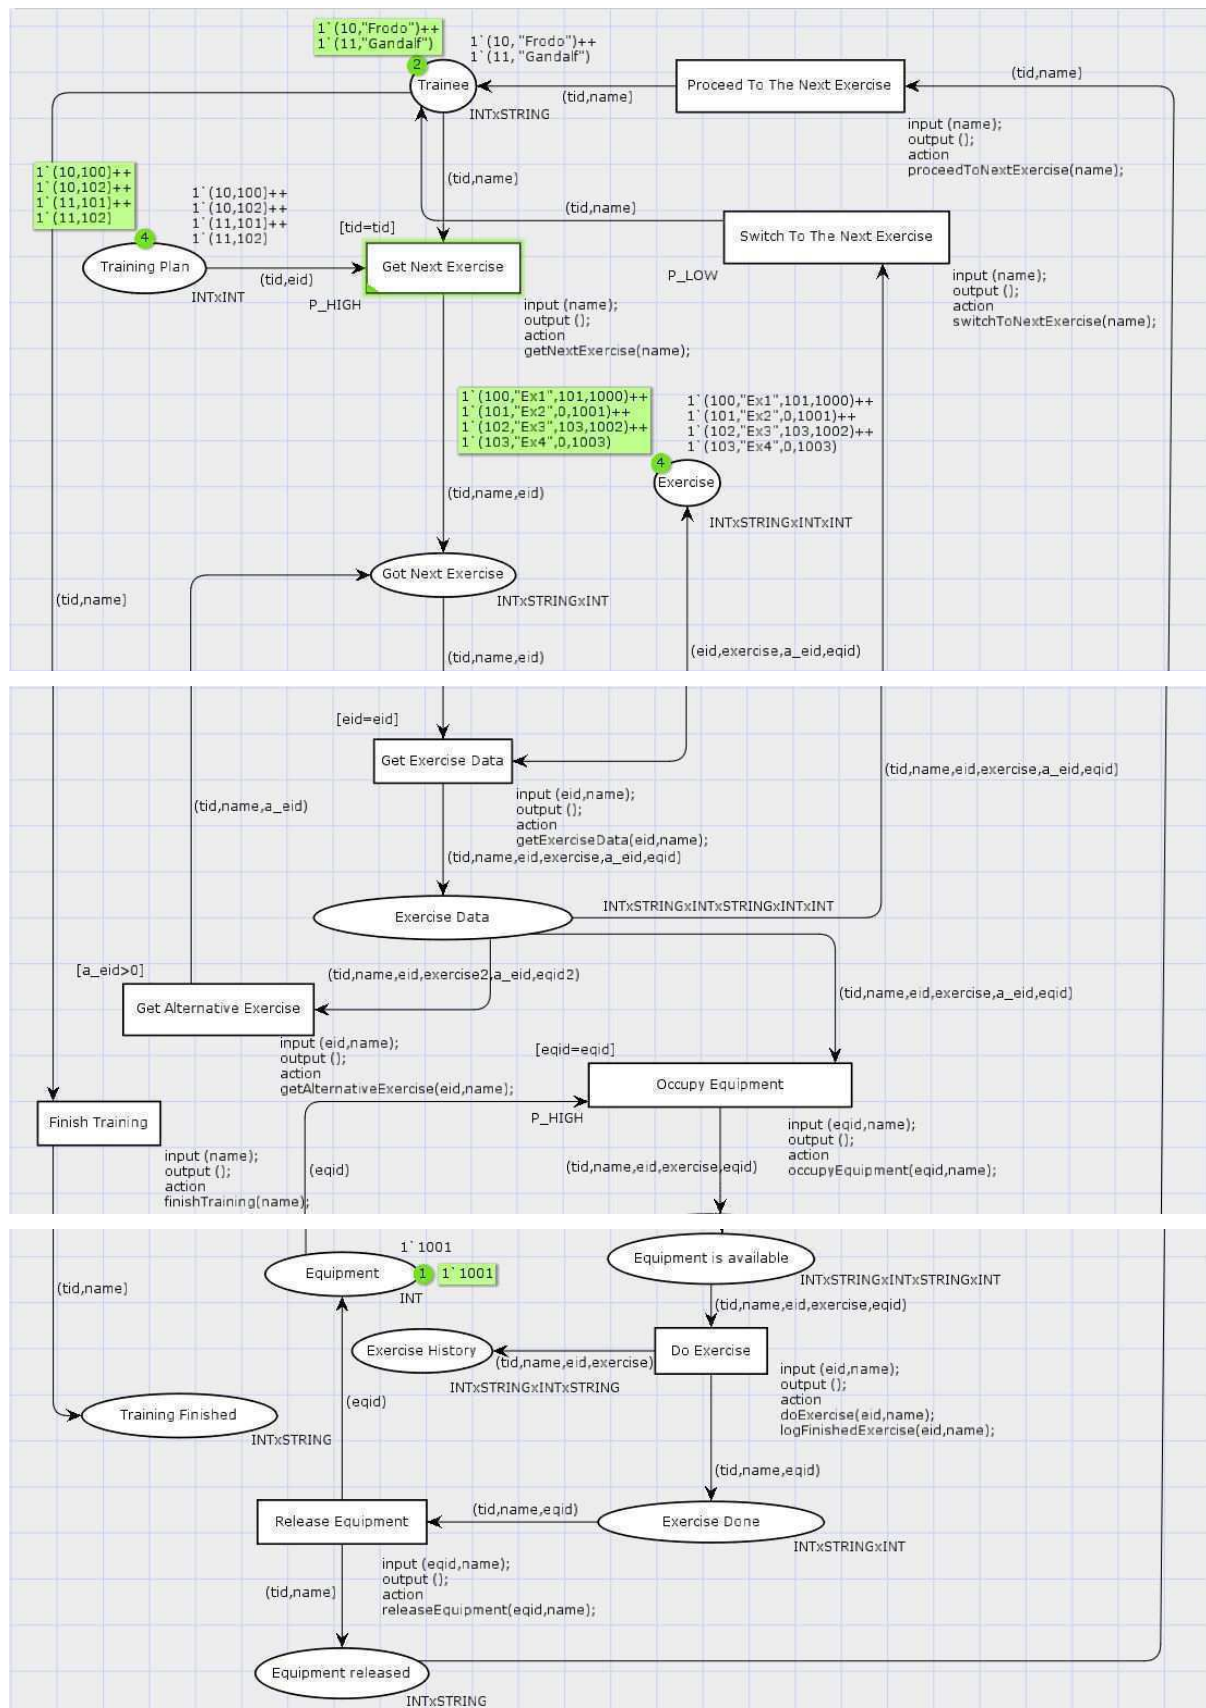 1`(10,"Frodo")++
1`(11,"Gandalf")
1`(10, "Frodo")++
1`(11, "Gandalf")
2
Trainee
INTxSTRING
(tid,name)
Proceed To The Next Exercise
(tid,name)
input (name);
output ();
action
proceedToNextExercise(name);
1`(10,100)++
1`(10,102)++
1`(11,101)++
1`(11,102)
1`(10,100)++
1`(10,102)++
1`(11,101)++
1`(11,102)
4
Training Plan
INTxINT
(tid,eid)
(tid,name)
[tid=tid]
Get Next Exercise
P_HIGH
input (name);
output ();
action
getNextExercise(name);
(tid,name)
Switch To The Next Exercise
P_LOW
input (name);
output ();
action
switchToNextExercise(name);
1`(100,"Ex1",101,1000)++
1`(101,"Ex2",0,1001)++
1`(102,"Ex3",103,1002)++
1`(103,"Ex4",0,1003)
1`(100,"Ex1",101,1000)++
1`(101,"Ex2",0,1001)++
1`(102,"Ex3",103,1002)++
1`(103,"Ex4",0,1003)
4
Exercise
INTxSTRINGxINTxINT
(tid,name,eid)
Got Next Exercise
INTxSTRINGxINT
(tid,name)
(tid,name,eid)
(eid,exercise,a_eid,eqid)
[eid=eid]
Get Exercise Data
input (eid,name);
output ();
action
getExerciseData(eid,name);
(tid,name,a_eid)
(tid,name,eid,exercise,a_eid,eqid)
(tid,name,eid,exercise,a_eid,eqid)
Exercise Data
INTxSTRINGxINTxSTRINGxINTxINT
[a_eid>0]
(tid,name,eid,exercise2,a_eid,eqid2)
Get Alternative Exercise
(tid,name,eid,exercise,a_eid,eqid)
input (eid,name);
output ();
action
getAlternativeExercise(eid,name);
[eqid=eqid]
Occupy Equipment
P_HIGH
Finish Training
input (name);
output ();
action
finishTraining(name);
(eqid)
(tid,name,eid,exercise,eqid)
input (eqid,name);
output ();
action
occupyEquipment(eqid,name);
1`1001
Equipment
1
1`1001
INT
Equipment is available
INTxSTRINGxINTxSTRINGxINT
(tid,name)
(tid,name,eid,exercise,eqid)
Exercise History
(tid,name,eid,exercise)
Do Exercise
INTxSTRINGxINTxSTRING
input (eid,name);
output ();
action
doExercise(eid,name);
logFinishedExercise(eid,name);
(eqid)
Training Finished
INTxSTRING
(tid,name,eqid)
Release Equipment
(tid,name,eqid)
Exercise Done
INTxSTRINGxINT
input (eqid,name);
output ();
action
releaseEquipment(eqid,name);
(tid,name)
Equipment released
INTxSTRING